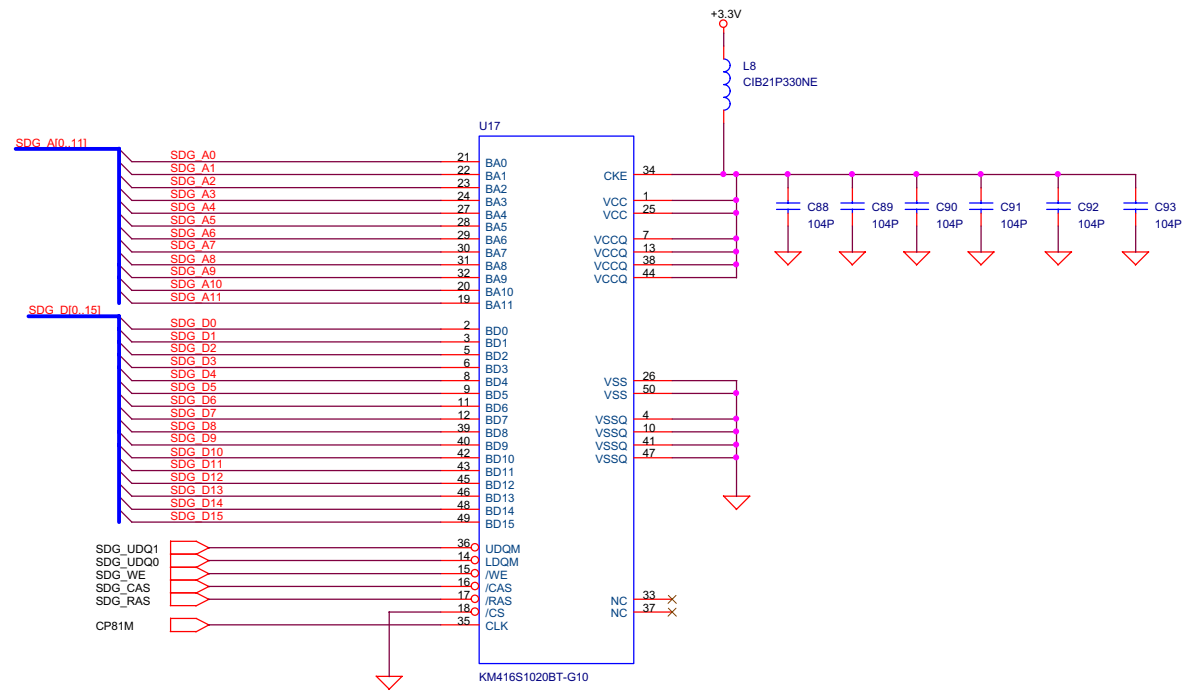 +3.3V
L8
CIB21P330NE
U17
SDG_A[0..11]
SDG_A0 21 BA0
SDG_A1 22 BA1
SDG_A2 23 BA2
SDG_A3 24 BA3
SDG_A4 27 BA4
SDG_A5 28 BA5
SDG_A6 29 BA6
SDG_A7 30 BA7
SDG_A8 31 BA8
SDG_A9 32 BA9
SDG_A10 20 BA10
SDG_A11 19 BA11
SDG_D[0..15]
SDG_D0 2 BD0
SDG_D1 3 BD1
SDG_D2 5 BD2
SDG_D3 6 BD3
SDG_D4 8 BD4
SDG_D5 9 BD5
SDG_D6 11 BD6
SDG_D7 12 BD7
SDG_D8 39 BD8
SDG_D9 40 BD9
SDG_D10 42 BD10
SDG_D11 43 BD11
SDG_D12 45 BD12
SDG_D13 46 BD13
SDG_D14 48 BD14
SDG_D15 49 BD15
SDG_UDQ1 36 UDQM
SDG_UDQ0 14 LDQM
SDG_WE 15 /WE
SDG_CAS 16 /CAS
SDG_RAS 17 /RAS
18 /CS
CP81M 35 CLK
CKE 34
VCC 1
VCC 25
VCCQ 7
VCCQ 13
VCCQ 38
VCCQ 44
VSS 26
VSS 50
VSSQ 4
VSSQ 10
VSSQ 41
VSSQ 47
NC 33
NC 37
C88 C89 C90 C91 C92 C93
104P 104P 104P 104P 104P 104P
KM416S1020BT-G10